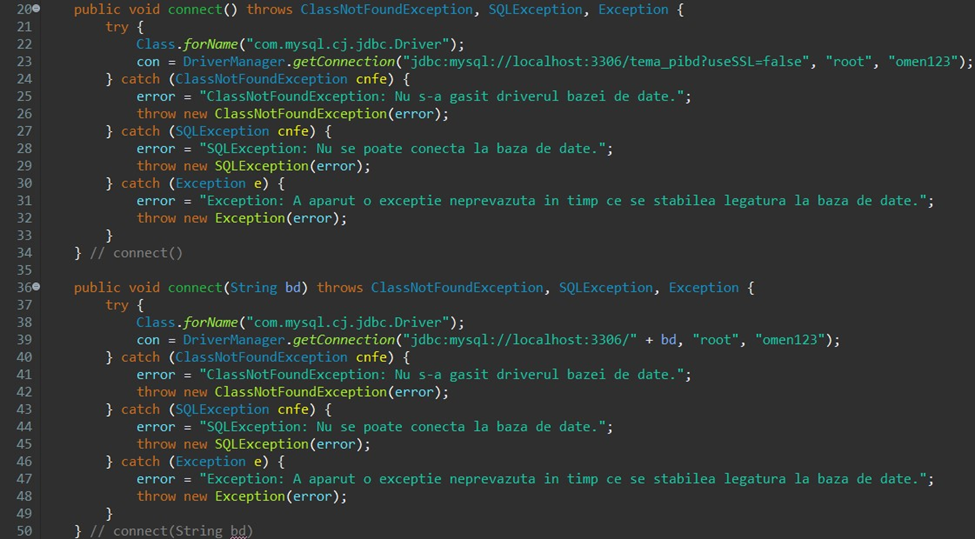 20 public void connect() throws ClassNotFoundException, SQLException, Exception {
21 try {
22 Class.forName("com.mysql.cj.jdbc.Driver");
23 con = DriverManager.getConnection("jdbc:mysql://localhost:3306/tema_pibd?useSSL=false", "root", "omen123");
24 } catch (ClassNotFoundException cnfe) {
25 error = "ClassNotFoundException: Nu s-a gasit driverul bazei de date.";
26 throw new ClassNotFoundException(error);
27 } catch (SQLException cnfe) {
28 error = "SQLException: Nu se poate conecta la baza de date.";
29 throw new SQLException(error);
30 } catch (Exception e) {
31 error = "Exception: A aparut o exceptie neprevazuta in timp ce se stabilea legatura la baza de date.";
32 throw new Exception(error);
33 }
34 } // connect()
35
36 public void connect(String bd) throws ClassNotFoundException, SQLException, Exception {
37 try {
38 Class.forName("com.mysql.cj.jdbc.Driver");
39 con = DriverManager.getConnection("jdbc:mysql://localhost:3306/" + bd, "root", "omen123");
40 } catch (ClassNotFoundException cnfe) {
41 error = "ClassNotFoundException: Nu s-a gasit driverul bazei de date.";
42 throw new ClassNotFoundException(error);
43 } catch (SQLException cnfe) {
44 error = "SQLException: Nu se poate conecta la baza de date.";
45 throw new SQLException(error);
46 } catch (Exception e) {
47 error = "Exception: A aparut o exceptie neprevazuta in timp ce se stabilea legatura la baza de date.";
48 throw new Exception(error);
49 }
50 } // connect(String bd)